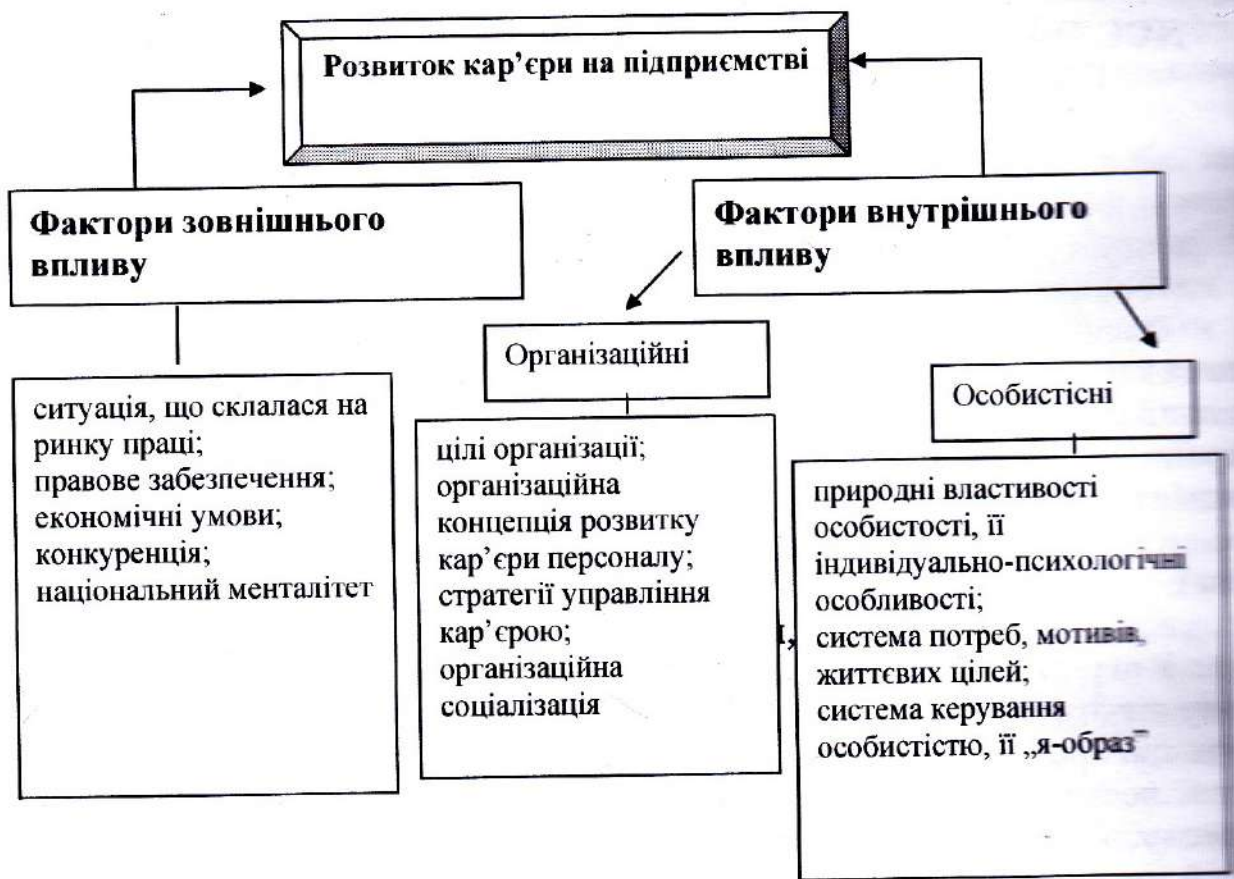 Розвиток кар’єри на підприємстві
Фактори зовнішнього
впливу
Фактори внутрішнього
впливу
Організаційні
Особистісні
ситуація, що склалася на
ринку праці;
правове забезпечення;
економічні умови;
конкуренція;
національний менталітет
цілі організації;
організаційна
концепція розвитку
кар’єри персоналу;
стратегії управління
кар’єрою;
організаційна
соціалізація
природні властивості
особистості, її
індивідуально-психологічні
особливості;
система потреб, мотивів,
життєвих цілей;
система керування
особистістю, її „я-образ”